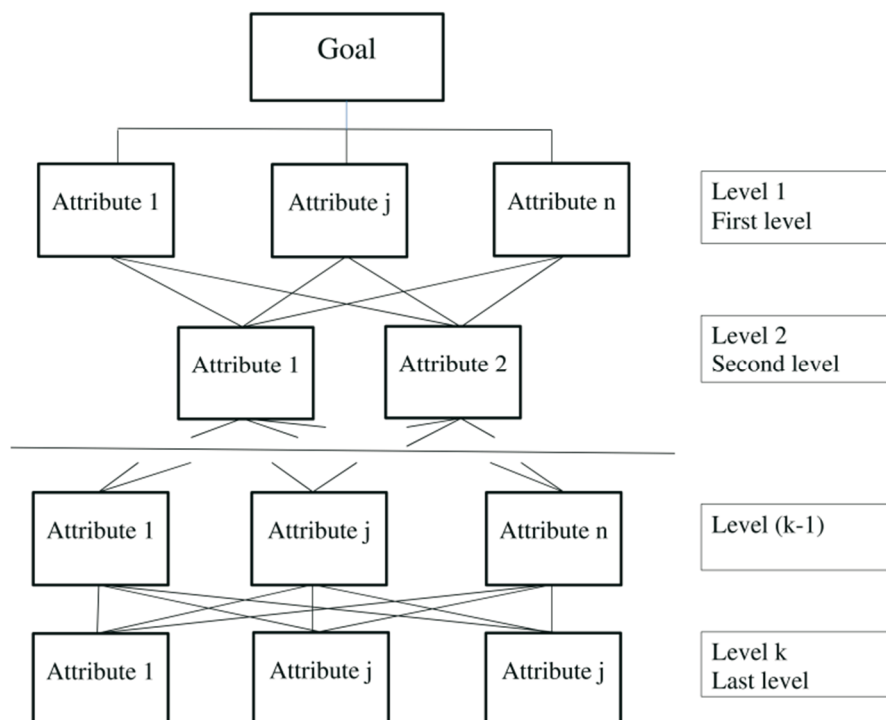 Goal
Attribute 1
Attribute j
Attribute n
Level 1
First level
Attribute 1
Attribute 2
Level 2
Second level
Attribute 1
Attribute j
Attribute n
Level (k-1)
Attribute 1
Attribute j
Attribute j
Level k
Last level